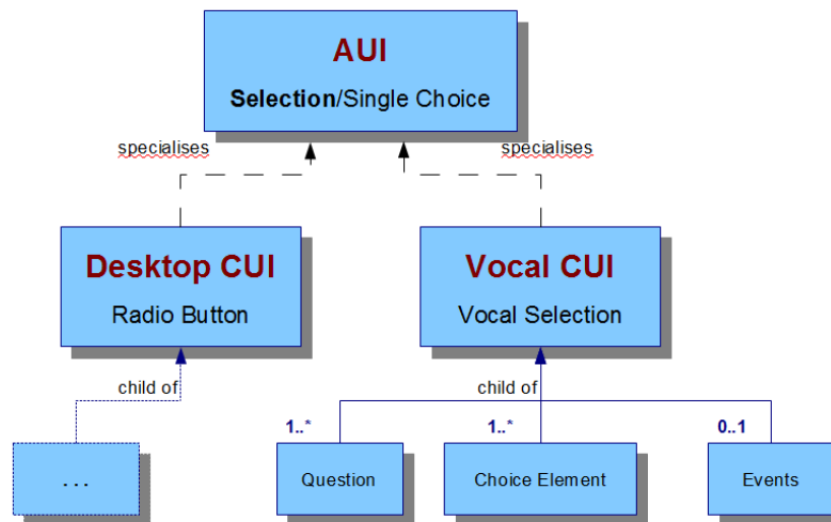 AUI
Selection/Single Choice
specialises
specialises
Desktop CUI
Radio Button
Vocal CUI
Vocal Selection
child of
child of
1..*
1..*
0..1
...
Question
Choice Element
Events